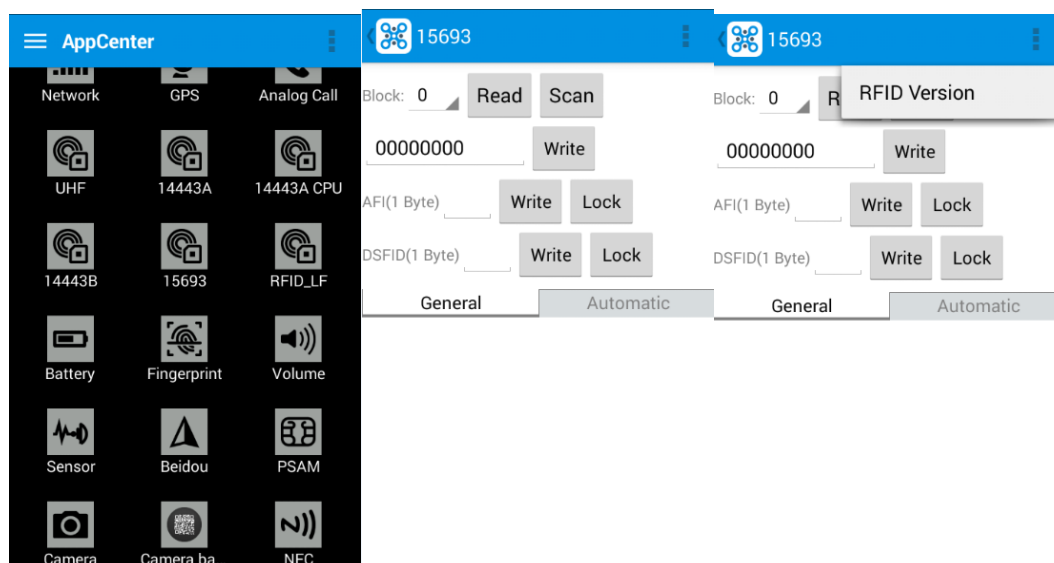 AppCenter
Network GPS Analog Call
UHF 14443A 14443A CPU
14443B 15693 RFID_LF
Battery Fingerprint Volume
Sensor Beidou PSAM
Camera Camera ba... NFC
15693
Block: 0 Read Scan
00000000 Write
AFI(1 Byte) Write Lock
DSFID(1 Byte) Write Lock
General Automatic
15693
RFID Version
Block: 0 R
00000000 Write
AFI(1 Byte) Write Lock
DSFID(1 Byte) Write Lock
General Automatic